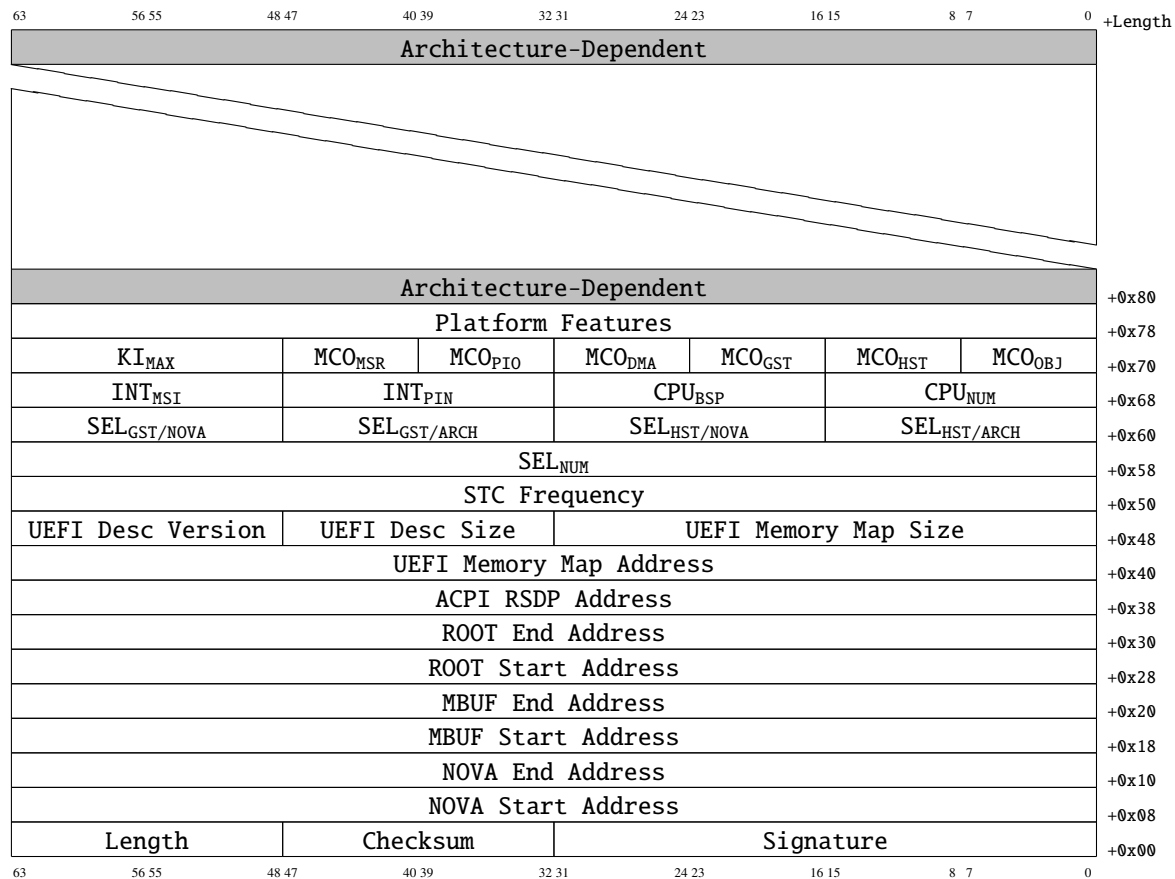 63 56 55 48 47 40 39 32 31 24 23 16 15 8 7 0 +Length
Architecture-Dependent
Architecture-Dependent +0x80
Platform Features +0x78
KI_MAX MCO_MSR MCO_PIO MCO_DMA MCO_GST MCO_HST MCO_OBJ +0x70
INT_MSI INT_PIN CPU_BSP CPU_NUM +0x68
SEL_GST/NOVA SEL_GST/ARCH SEL_HST/NOVA SEL_HST/ARCH +0x60
SEL_NUM +0x58
STC Frequency +0x50
UEFI Desc Version UEFI Desc Size UEFI Memory Map Size +0x48
UEFI Memory Map Address +0x40
ACPI RSDP Address +0x38
ROOT End Address +0x30
ROOT Start Address +0x28
MBUF End Address +0x20
MBUF Start Address +0x18
NOVA End Address +0x10
NOVA Start Address +0x08
Length Checksum Signature +0x00
63 56 55 48 47 40 39 32 31 24 23 16 15 8 7 0